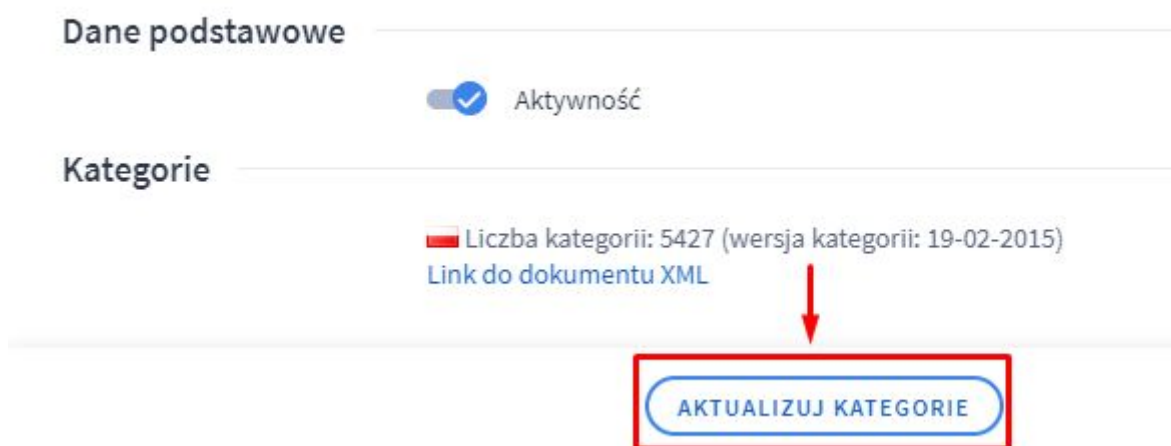 Dane podstawowe
Aktywność
Kategorie
Liczba kategorii: 5427 (wersja kategorii: 19-02-2015)
Link do dokumentu XML
AKTUALIZUJ KATEGORIE